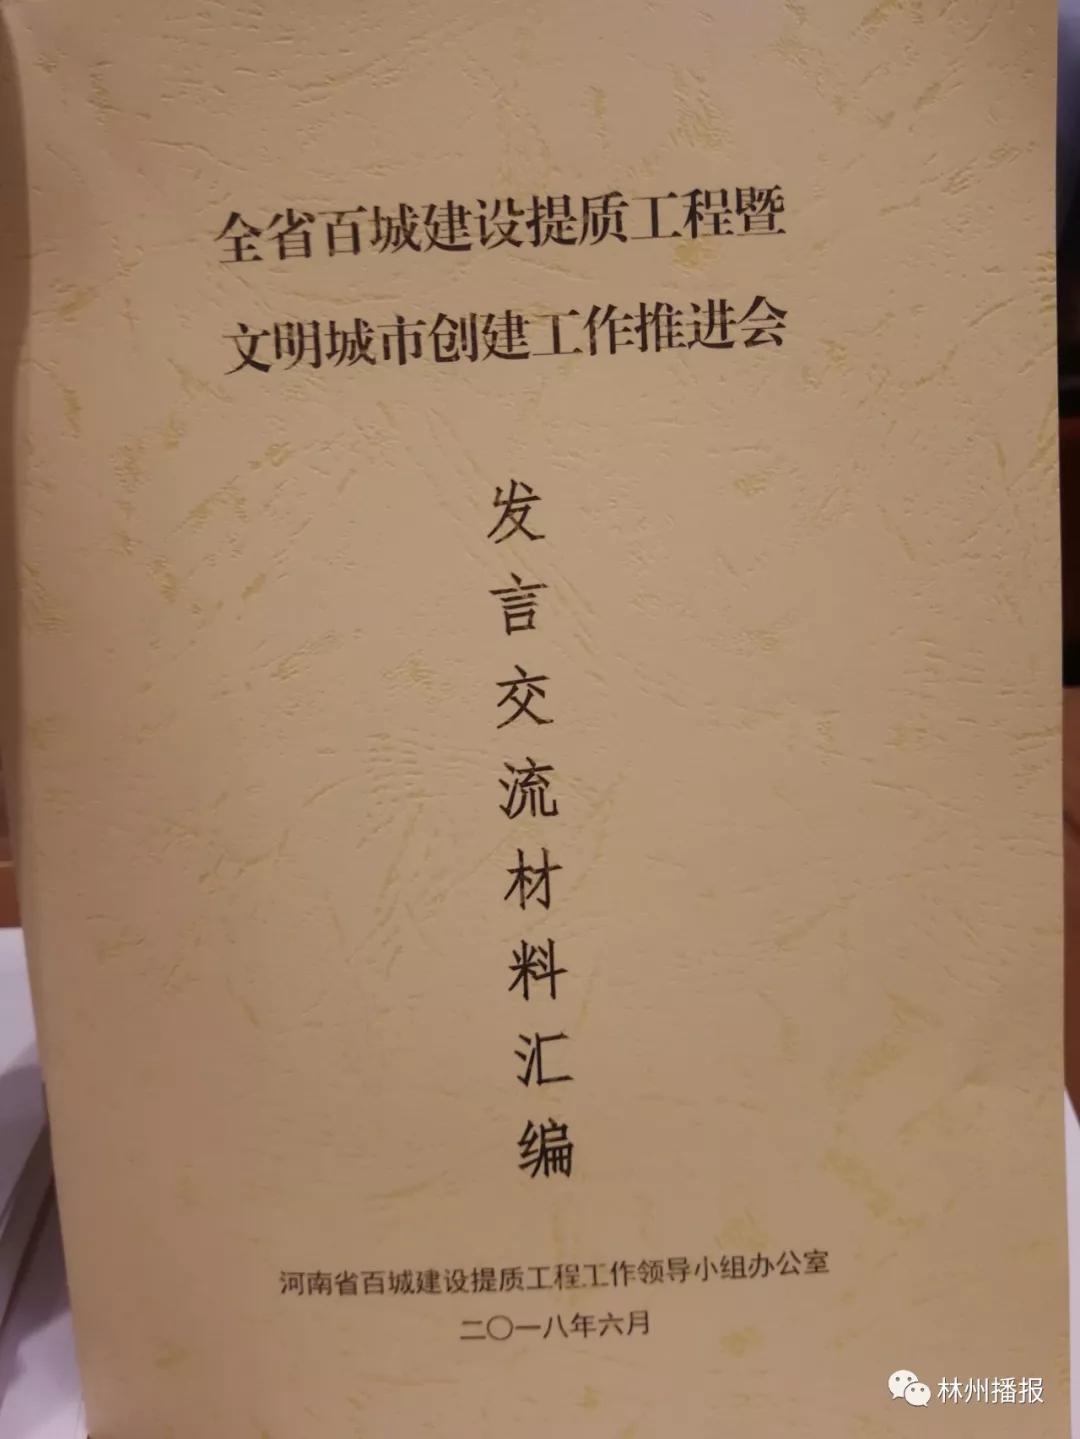 全省百城建设提质工程暨
文明城市创建工作推进会
发言交流材料汇编
河南省百城建设提质工程工作领导小组办公室
二〇一八年六月
林州播报